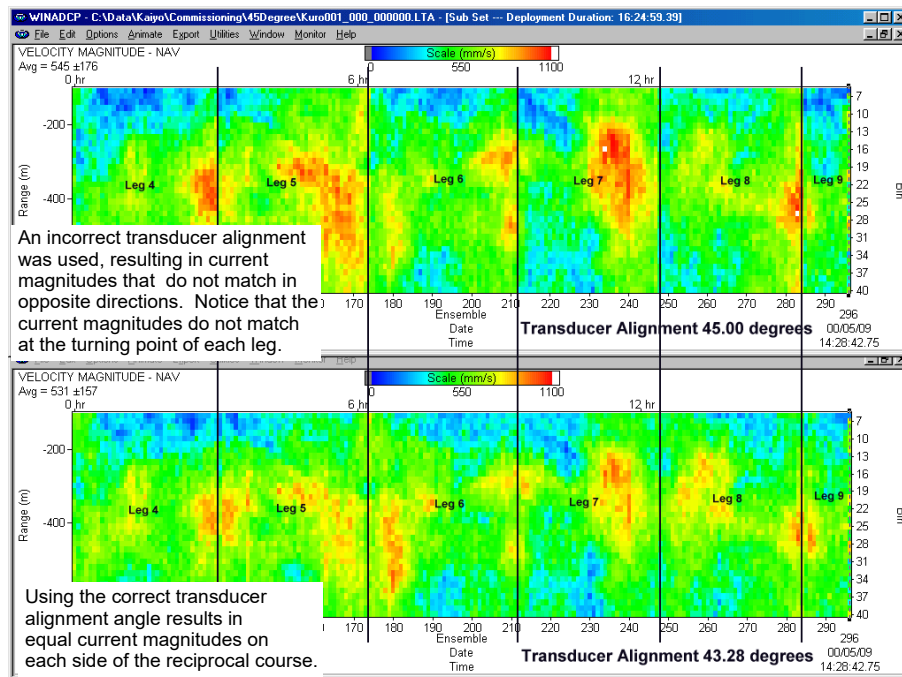 WINADCP - C:\Data\Kaiyo\Commissioning\45Degree\Kuro001_000_000000.LTA - [Sub Set --- Deployment Duration: 16:24:59.39]
File Edit Options Animate Export Utilities Window Monitor Help
VELOCITY MAGNITUDE - NAV
Scale (mm/s)
Avg = 545 ±176
0 550 1100
0 hr 6 hr 12 hr
-200
-400
Range (m)
Leg 4 Leg 5 Leg 6 Leg 7 Leg 8 Leg 9
7
10
13
16
19
22
25
28
31
34
37
40
Bin
An incorrect transducer alignment
was used, resulting in current
magnitudes that do not match in
opposite directions. Notice that the
current magnitudes do not match
at the turning point of each leg.
170 180 190 200 210 220 230 240 250 260 270 280 290
Ensemble
Date
Time
Transducer Alignment 45.00 degrees
296
00/05/09
14:28:42.75
VELOCITY MAGNITUDE - NAV
Scale (mm/s)
Avg = 531 ±157
0 550 1100
0 hr 6 hr 12 hr
-200
-400
Range (m)
Leg 4 Leg 5 Leg 6 Leg 7 Leg 8 Leg 9
7
10
13
16
19
22
25
28
31
34
37
40
Bin
Using the correct transducer
alignment angle results in
equal current magnitudes on
each side of the reciprocal course.
170 180 190 200 210 220 230 240 250 260 270 280 290
Ensemble
Date
Time
Transducer Alignment 43.28 degrees
296
00/05/09
14:28:42.75